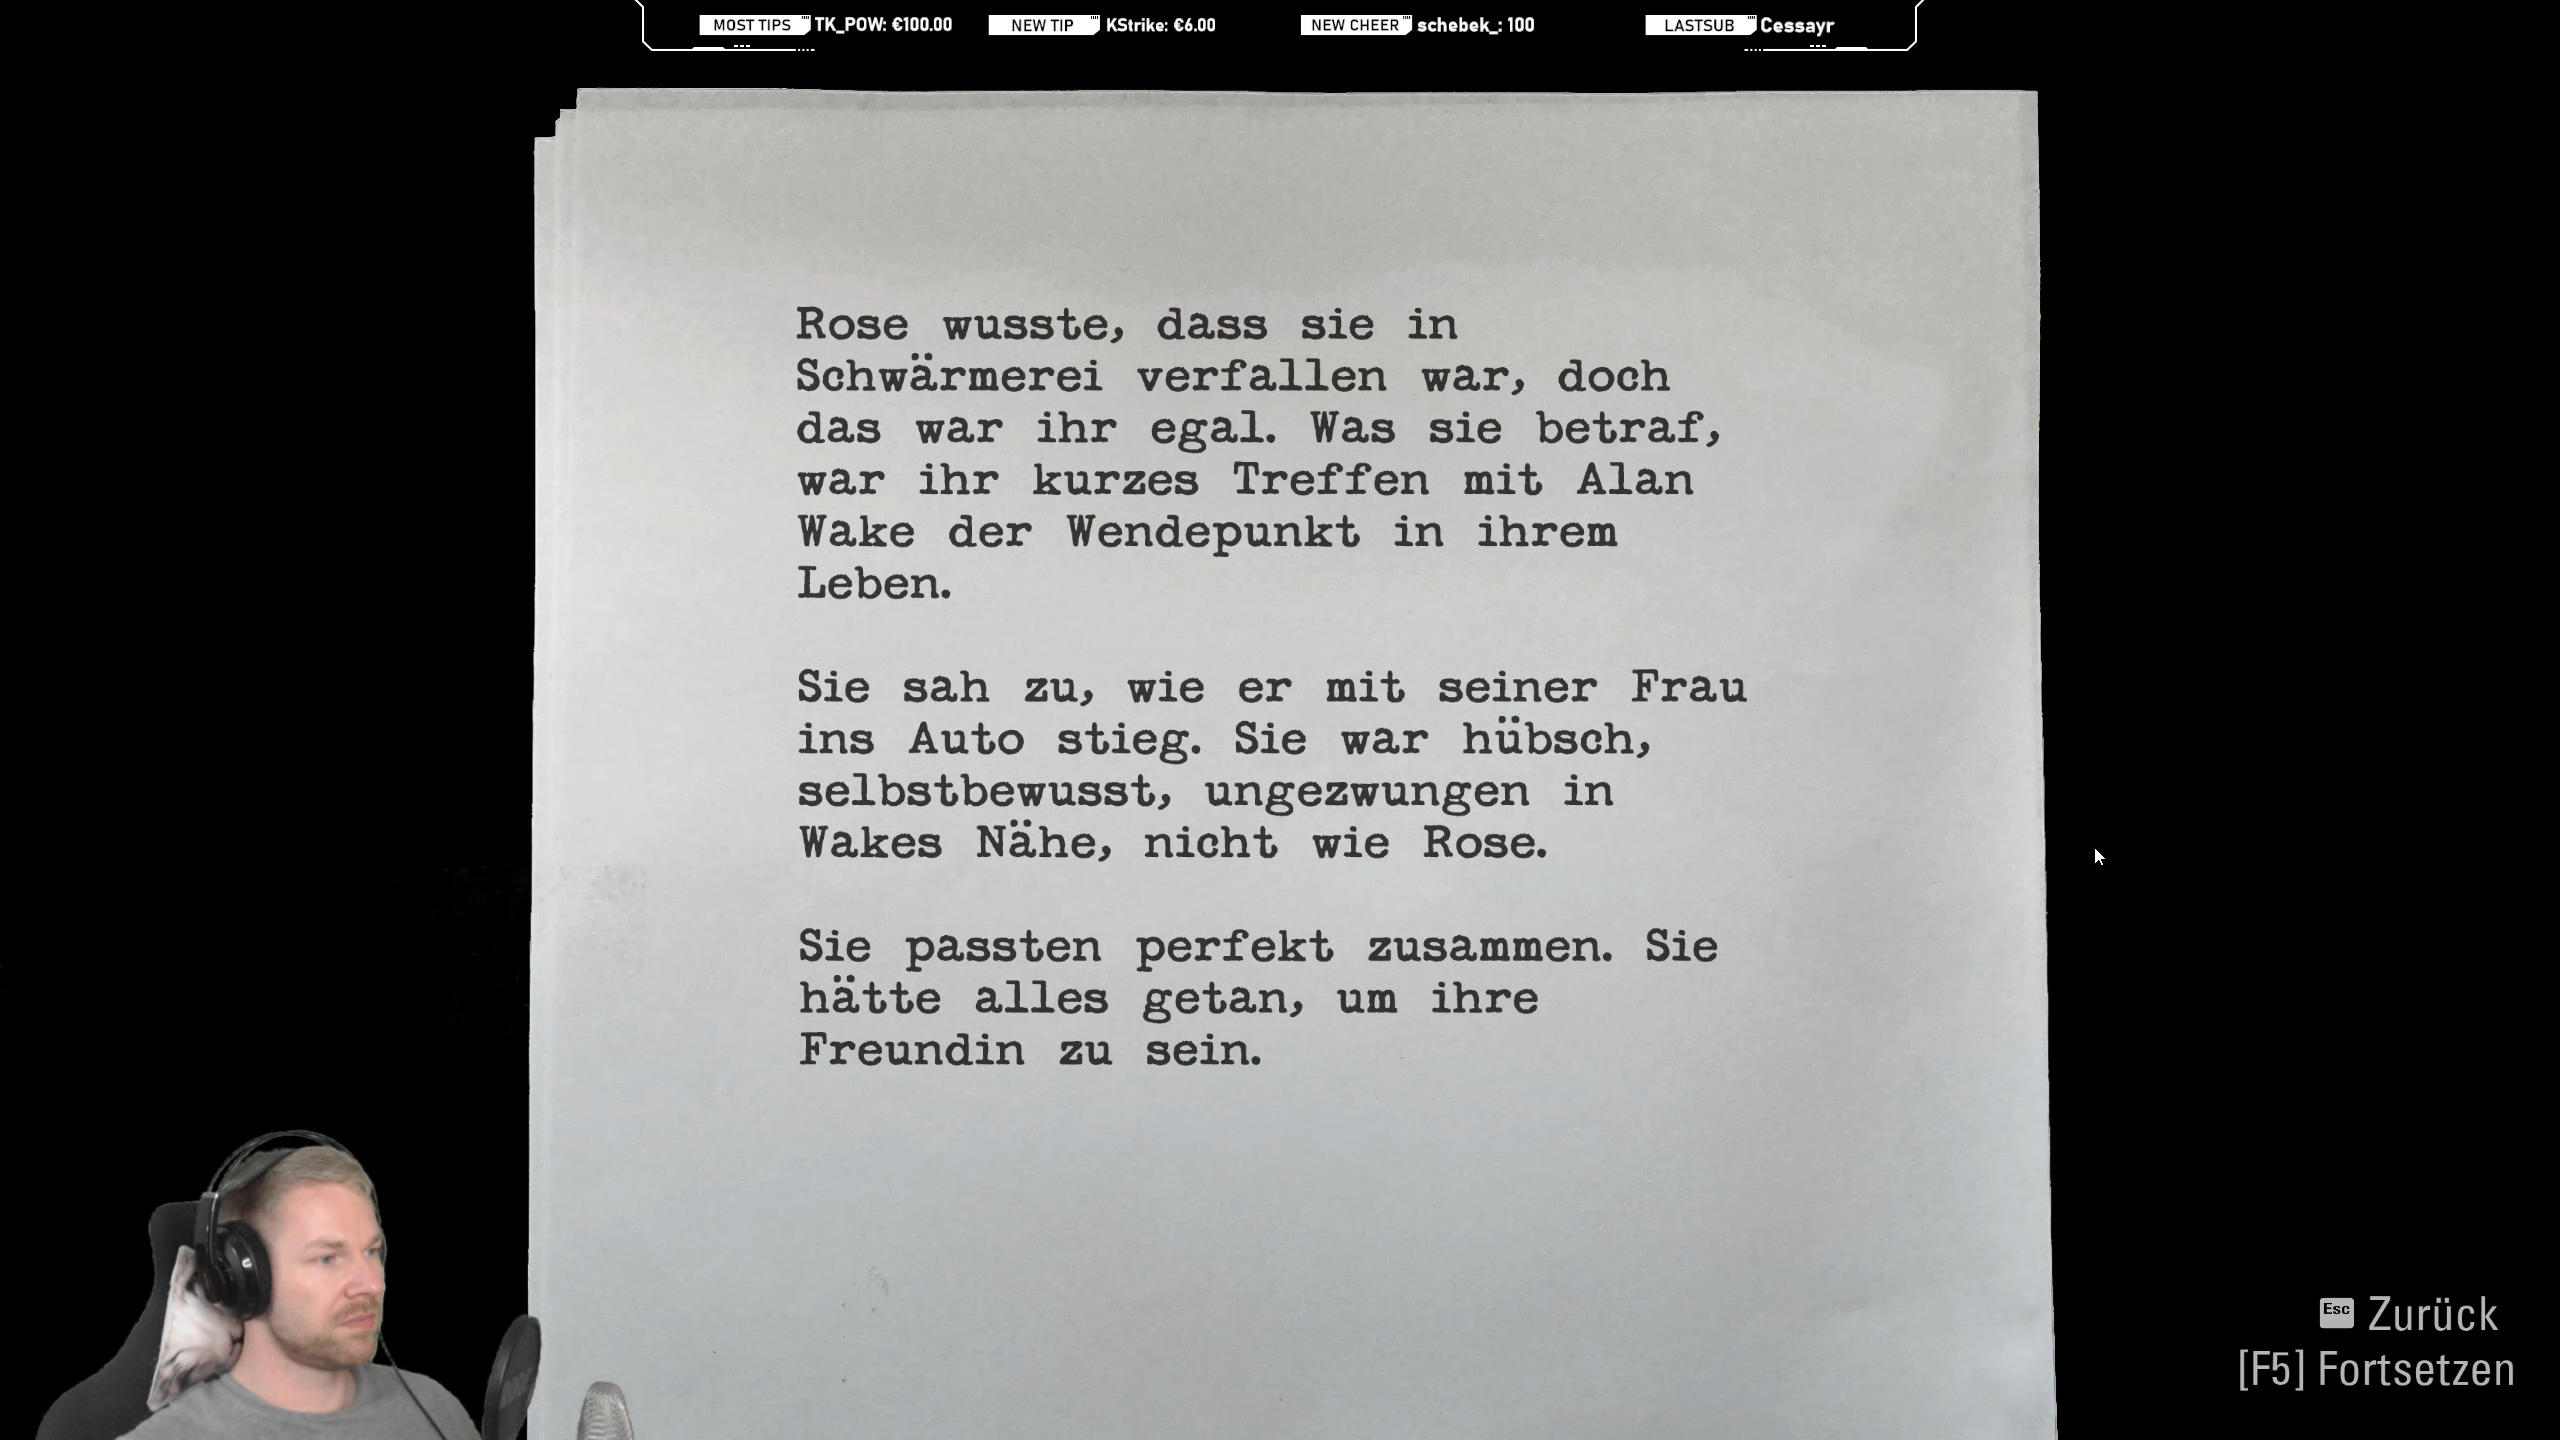 MOST TIPS TK_POW: €100.00 NEW TIP KStrike: €6.00 NEW CHEER schebek_: 100 LASTSUB Cessayr
Rose wusste, dass sie in
Schwärmerei verfallen war, doch
das war ihr egal. Was sie betraf,
war ihr kurzes Treffen mit Alan
Wake der Wendepunkt in ihrem
Leben.
Sie sah zu, wie er mit seiner Frau
ins Auto stieg. Sie war hübsch,
selbstbewusst, ungezwungen in
Wakes Nähe, nicht wie Rose.
Sie passten perfekt zusammen. Sie
hätte alles getan, um ihre
Freundin zu sein.
Esc Zurück
[F5] Fortsetzen